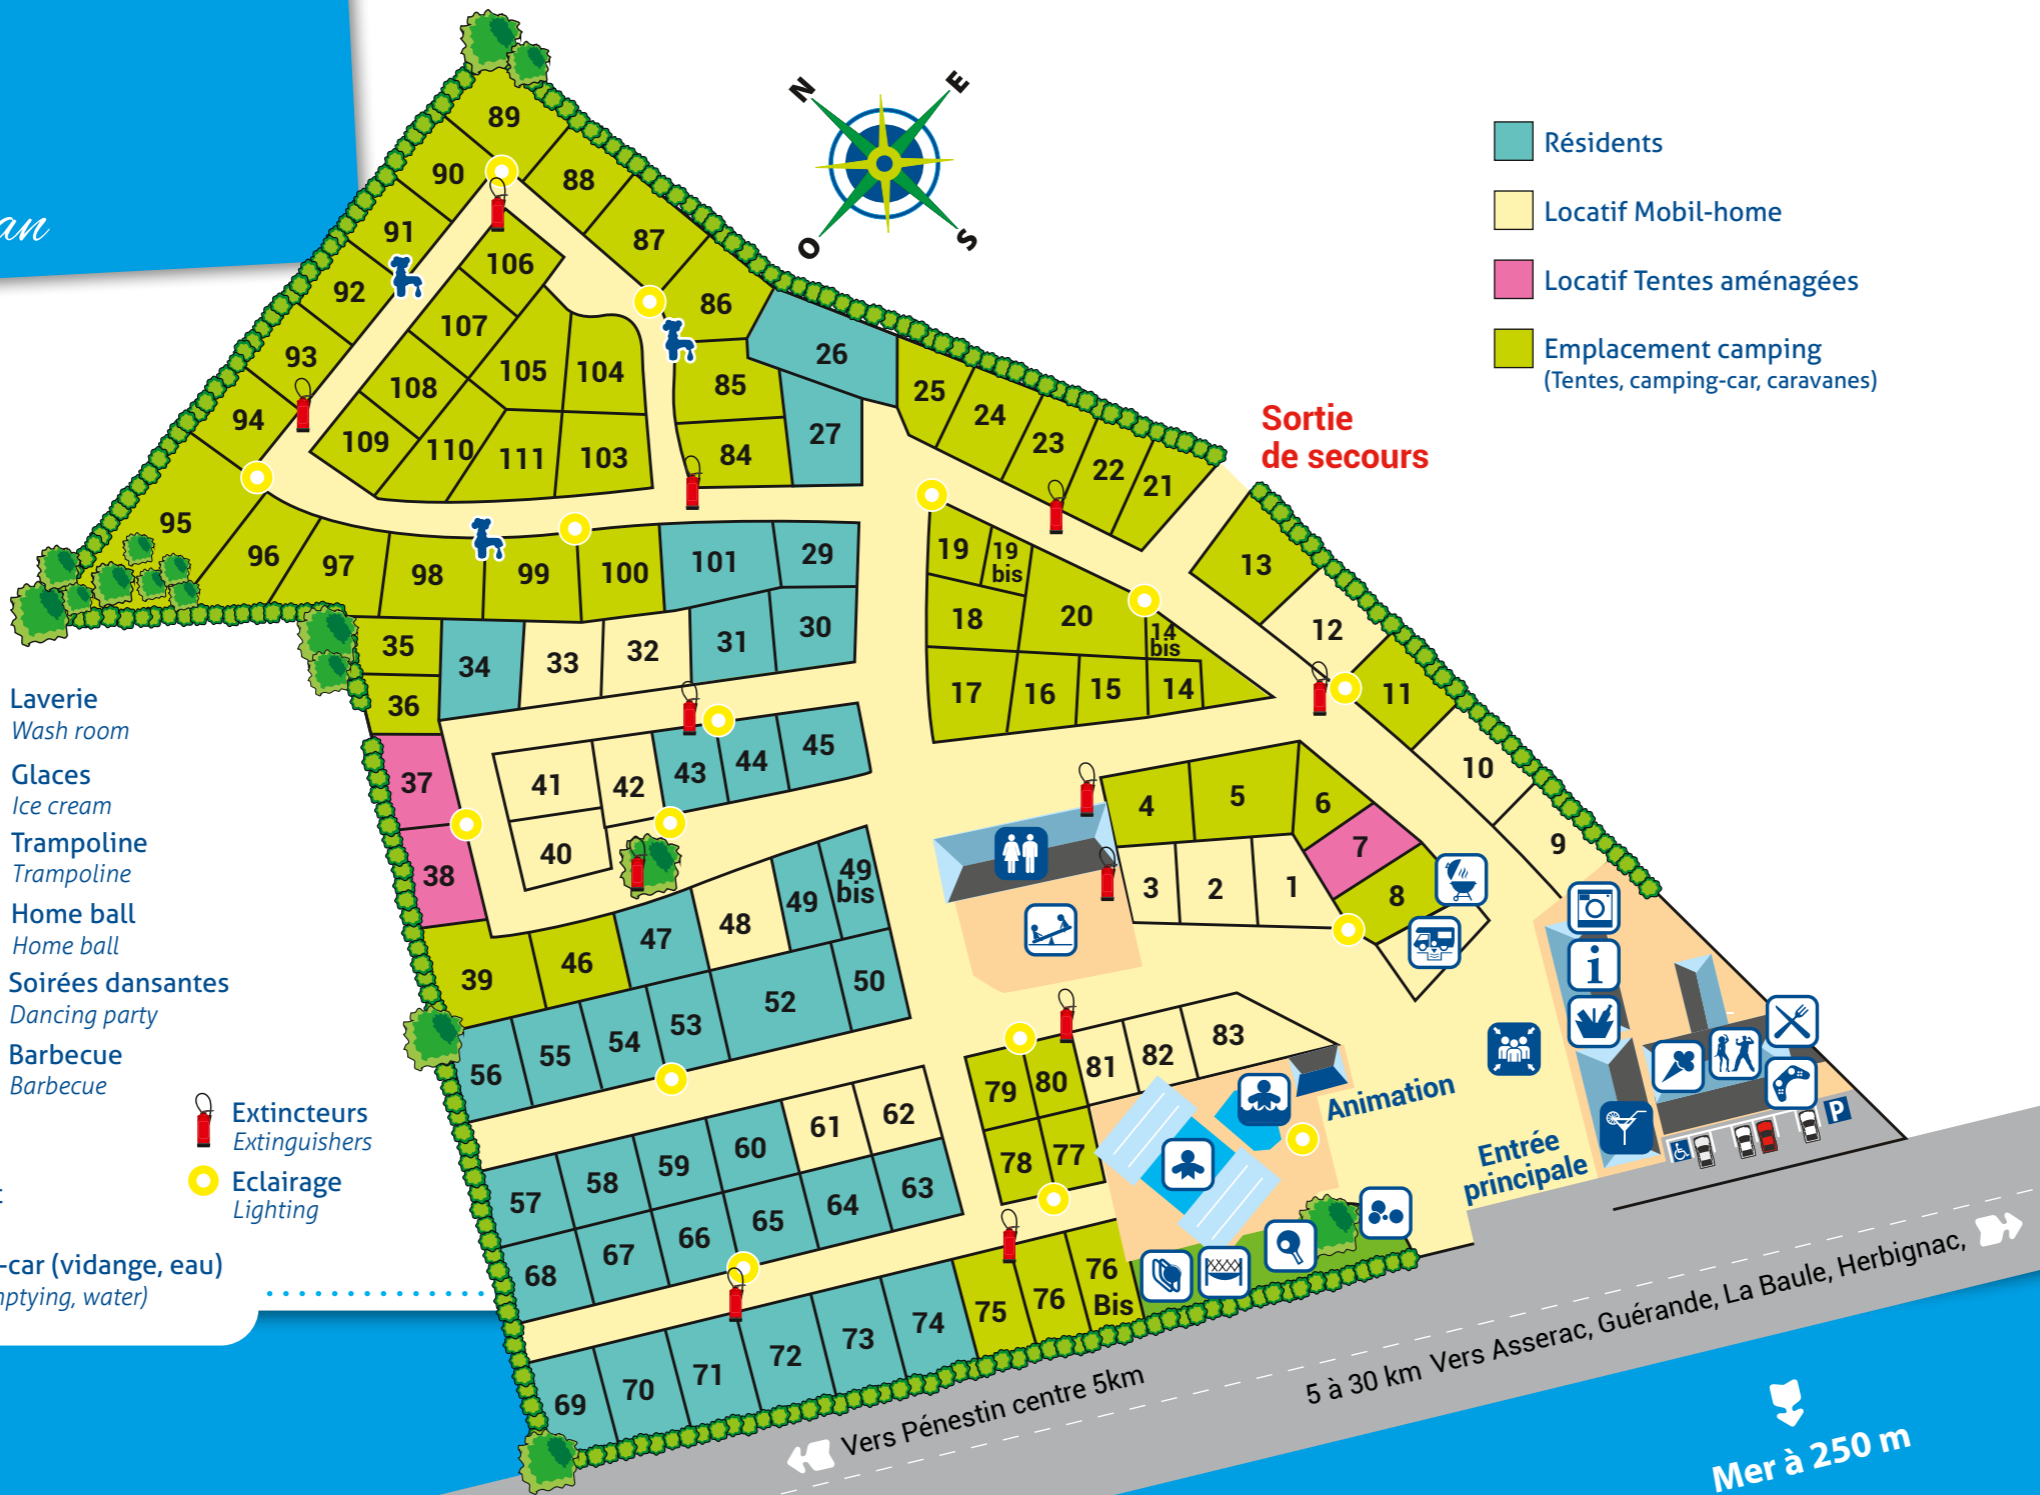 an
N
E
O
S
Résidents
Locatif Mobil-home
Locatif Tentes aménagées
Emplacement camping
(Tentes, camping-car, caravanes)
Sortie
de secours
89
90
88
91
87
106
92
86
107
26
93
105
104
85
108
25
94
24
27
109
110
111
103
84
23
22
21
95
96
97
98
99
100
101
29
19
19
bis
13
18
20
14
bis
12
35
34
33
32
31
30
36
17
16
15
14
11
37
41
42
43
44
45
10
38
40
4
5
6
7
9
3
2
1
8
39
46
47
48
49
49
bis
56
55
54
53
52
50
79
80
81
82
83
57
58
59
60
61
62
78
77
68
67
66
65
64
63
69
70
71
72
73
74
75
76
76
Bis
Laverie
Wash room
Glaces
Ice cream
Trampoline
Trampoline
Home ball
Home ball
Soirées dansantes
Dancing party
Barbecue
Barbecue
Extincteurs
Extinguishers
Eclairage
Lighting
-car (vidange, eau)
nptying, water)
i
P
Animation
Entrée
principale
Vers Pénestin centre 5km
5 à 30 km Vers Asserac, Guérande, La Baule, Herbignac,
Mer à 250 m